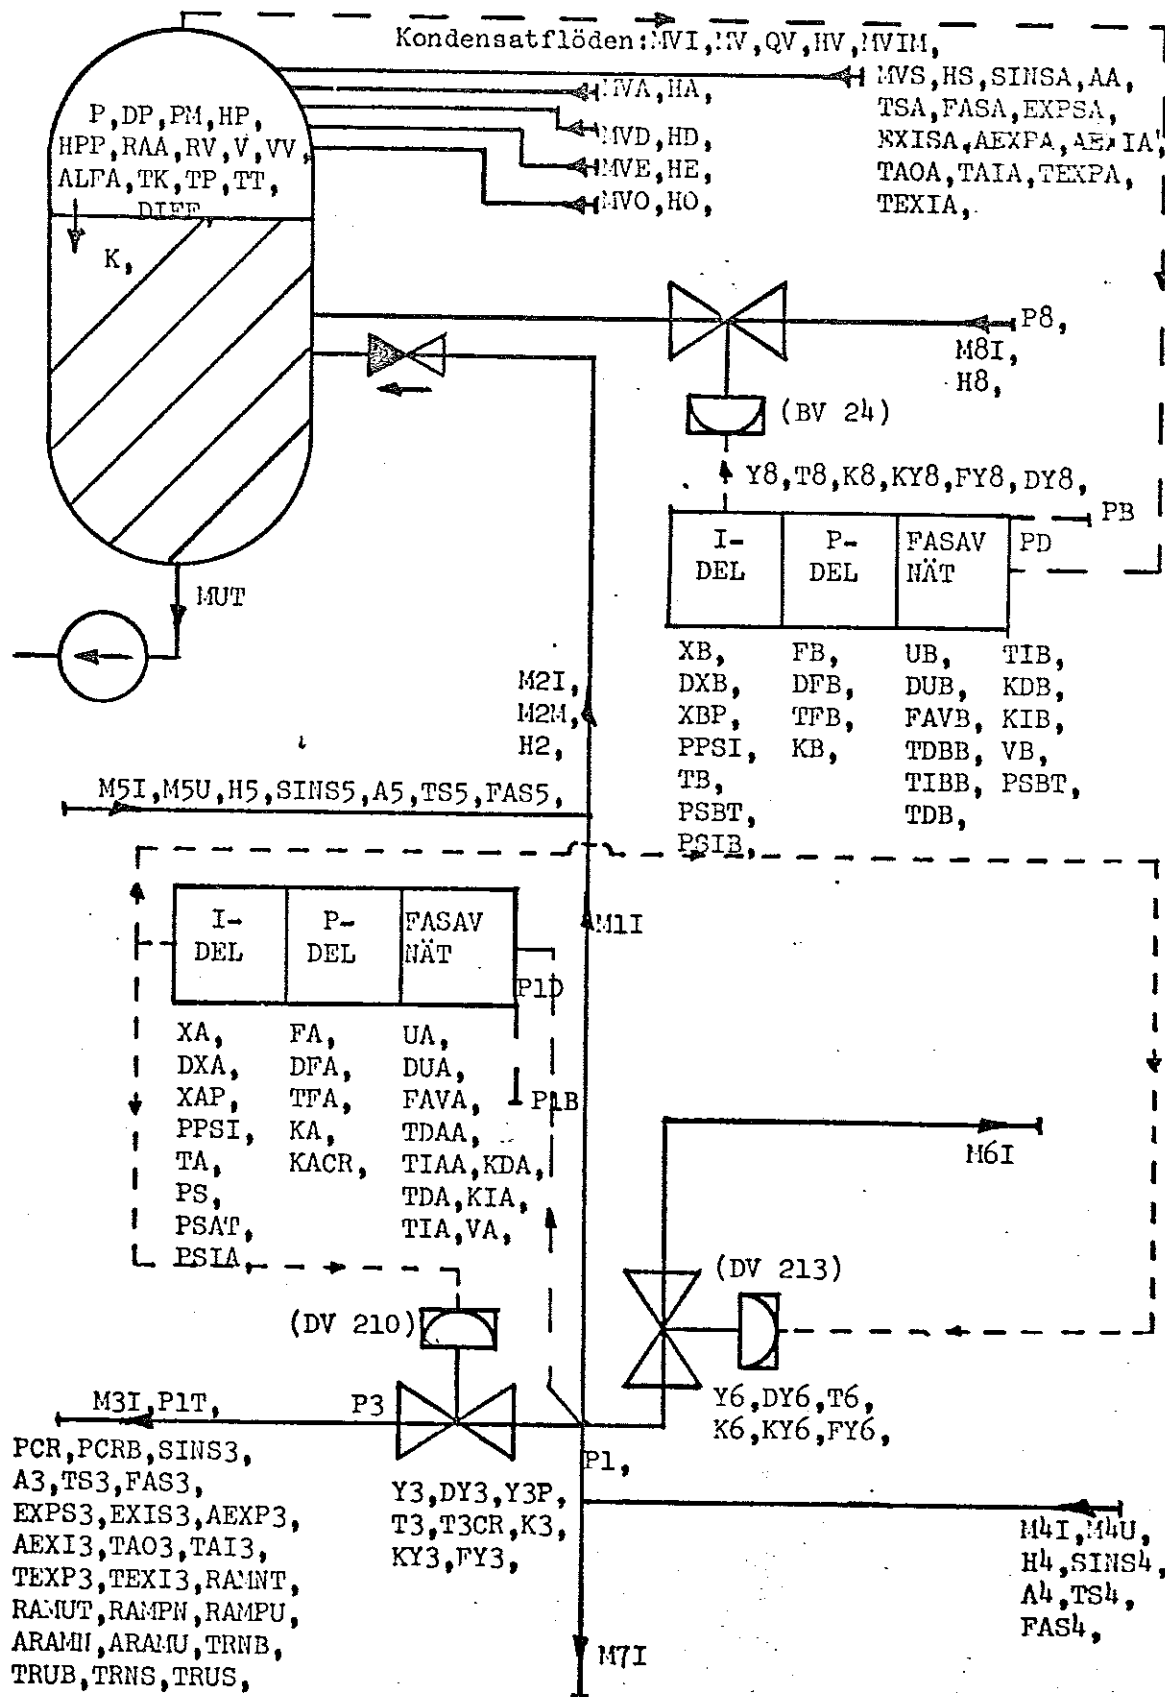 Kondensatflöden:MVI,MV,QV,HV,MVIM,
MVS,HS,SINSA,AA,
TSA,FASA,EXPSA,
EXISA,AEXPA,AEXIA,
TAOA,TAIA,TEXPA,
TEXIA,
MVA,HA,
MVD,HD,
MVE,HE,
MVO,HO,
P,DP,PM,HP,
HPP,RAA,RV,V,VV,
ALFA,TK,TP,TT,
DIFF,
K,
P8,
M8I,
H8,
(BV 24)
Y8,T8,K8,KY8,FY8,DY8,
PB
PD
I-
DEL
P-
DEL
FASAV
NÄT
MUT
XB,
DXB,
XBP,
PPSI,
TB,
PSBT,
PSIB,
FB,
DFB,
TFB,
KB,
UB,
DUB,
FAVB,
TDBB,
TIBB,
TDB,
TIB,
KDB,
KIB,
VB,
PSBT,
M2I,
M2M,
H2,
M5I,M5U,H5,SINS5,A5,TS5,FAS5,
I-
DEL
P-
DEL
FASAV
NÄT
M1I
P1D
P1B
XA,
DXA,
XAP,
PPSI,
TA,
PS,
PSAT,
PSIA,
FA,
DFA,
TFA,
KA,
KACR,
UA,
DUA,
FAVA,
TDAA,
TIAA,KDA,
TDA,KIA,
TIA,VA,
M6I
(DV 213)
(DV 210)
Y6,DY6,T6,
K6,KY6,FY6,
M3I,P1T,
P3
P1,
PCR,PCRB,SINS3,
A3,TS3,FAS3,
EXPS3,EXIS3,AEXP3,
AEXI3,TAO3,TAI3,
TEXP3,TEXI3,RAMNT,
RAMUT,RAMPN,RAMPU,
ARAMN,ARAMU,TRNB,
TRUB,TRNS,TRUS,
Y3,DY3,Y3P,
T3,T3CR,K3,
KY3,FY3,
M4I,M4U,
H4,SINS4,
A4,TS4,
FAS4,
M7I